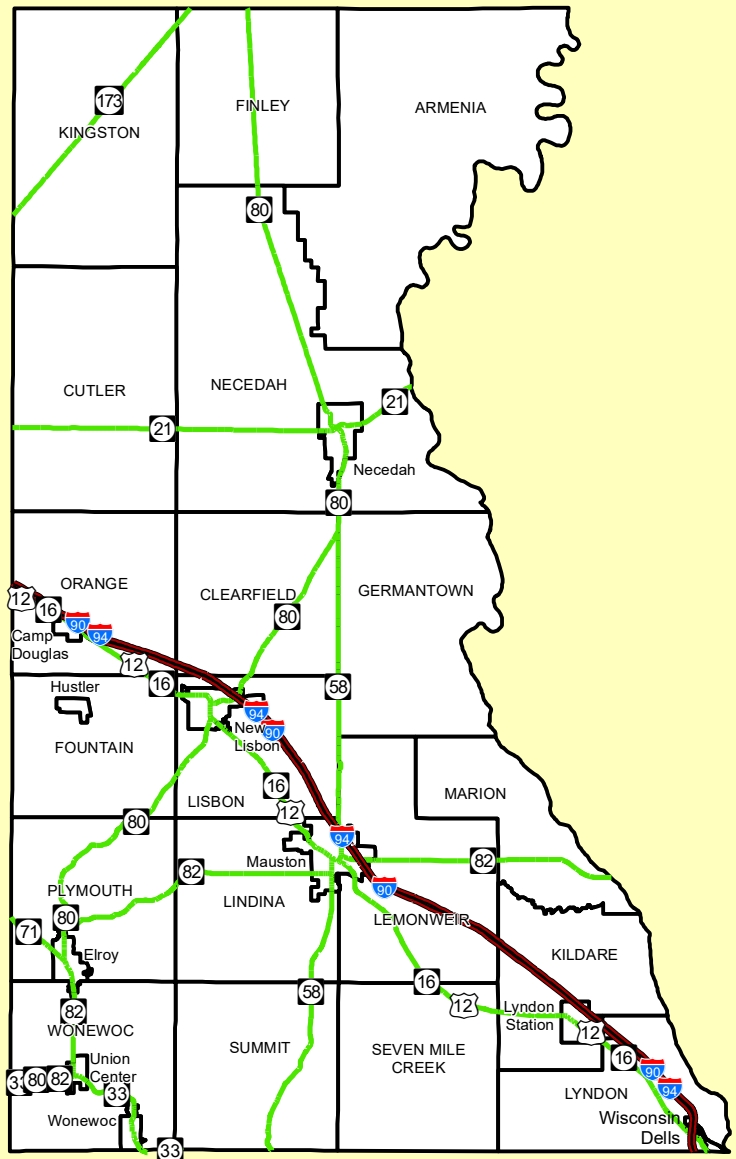 173
KINGSTON
FINLEY
ARMENIA
80
CUTLER
NECEDAH
21
21
Necedah
80
ORANGE
CLEARFIELD
GERMANTOWN
12
16
90
94
80
Camp
Douglas
12
16
58
Hustler
94
90
New
Lisbon
FOUNTAIN
16
12
LISBON
MARION
80
94
Mauston
82
82
90
PLYMOUTH
LINDINA
LEMONWEIR
80
71
Elroy
KILDARE
58
16
12
82
Lyndon
Station
WONEWOC
SUMMIT
SEVEN MILE
CREEK
12
16
Union
Center
33
80
82
90
94
33
LYNDON
Wonewoc
Wisconsin
Dells
33